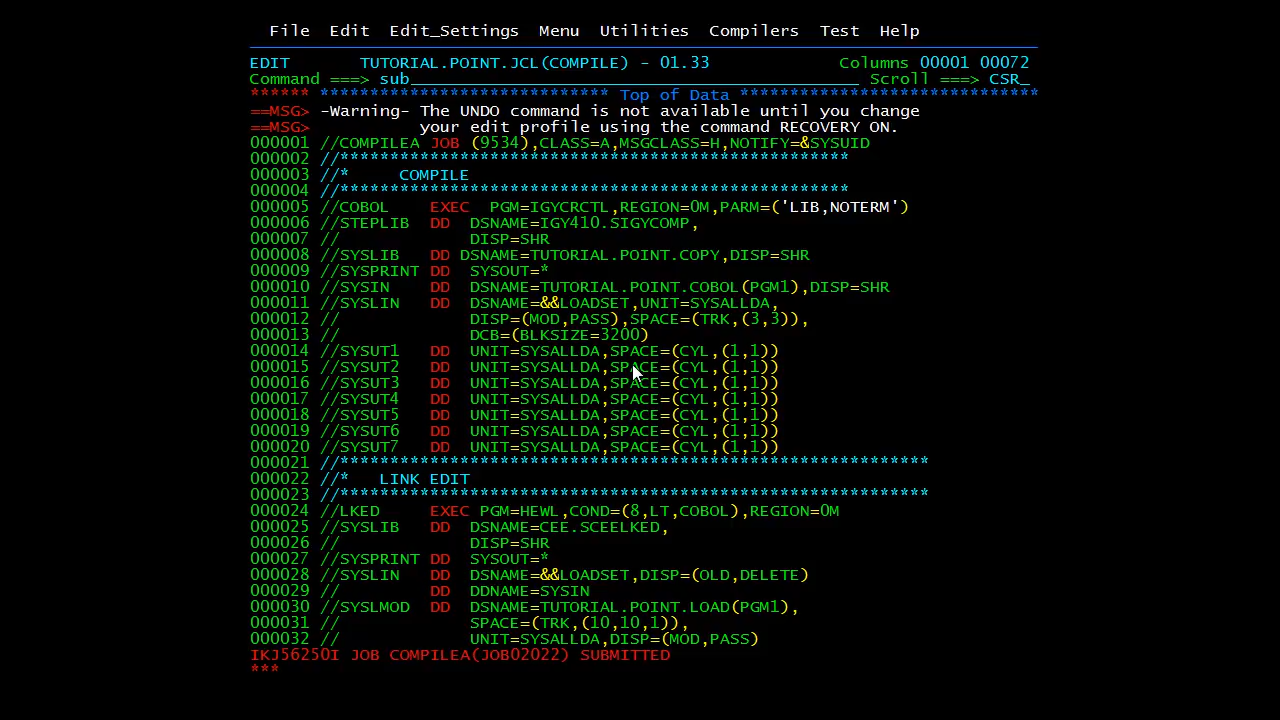 File  Edit  Edit_Settings  Menu  Utilities  Compilers  Test  Help
EDIT       TUTORIAL.POINT.JCL(COMPILE) - 01.33             Columns 00001 00072
Command ===> sub_____________________________________________ Scroll ===> CSR_
****** ***************************** Top of Data ******************************
==MSG> -Warning- The UNDO command is not available until you change
==MSG>           your edit profile using the command RECOVERY ON.
000001 //COMPILEA JOB (9534),CLASS=A,MSGCLASS=H,NOTIFY=&SYSUID
000002 //***************************************************
000003 //*     COMPILE
000004 //***************************************************
000005 //COBOL    EXEC  PGM=IGYCRCTL,REGION=0M,PARM=('LIB,NOTERM')
000006 //STEPLIB  DD  DSNAME=IGY410.SIGYCOMP,
000007 //             DISP=SHR
000008 //SYSLIB   DD DSNAME=TUTORIAL.POINT.COPY,DISP=SHR
000009 //SYSPRINT DD  SYSOUT=*
000010 //SYSIN    DD  DSNAME=TUTORIAL.POINT.COBOL(PGM1),DISP=SHR
000011 //SYSLIN   DD  DSNAME=&&LOADSET,UNIT=SYSALLDA,
000012 //             DISP=(MOD,PASS),SPACE=(TRK,(3,3)),
000013 //             DCB=(BLKSIZE=3200)
000014 //SYSUT1   DD  UNIT=SYSALLDA,SPACE=(CYL,(1,1))
000015 //SYSUT2   DD  UNIT=SYSALLDA,SPACE=(CYL,(1,1))
000016 //SYSUT3   DD  UNIT=SYSALLDA,SPACE=(CYL,(1,1))
000017 //SYSUT4   DD  UNIT=SYSALLDA,SPACE=(CYL,(1,1))
000018 //SYSUT5   DD  UNIT=SYSALLDA,SPACE=(CYL,(1,1))
000019 //SYSUT6   DD  UNIT=SYSALLDA,SPACE=(CYL,(1,1))
000020 //SYSUT7   DD  UNIT=SYSALLDA,SPACE=(CYL,(1,1))
000021 //***********************************************************
000022 //*   LINK EDIT
000023 //***********************************************************
000024 //LKED     EXEC PGM=HEWL,COND=(8,LT,COBOL),REGION=0M
000025 //SYSLIB   DD  DSNAME=CEE.SCEELKED,
000026 //             DISP=SHR
000027 //SYSPRINT DD  SYSOUT=*
000028 //SYSLIN   DD  DSNAME=&&LOADSET,DISP=(OLD,DELETE)
000029 //         DD  DDNAME=SYSIN
000030 //SYSLMOD  DD  DSNAME=TUTORIAL.POINT.LOAD(PGM1),
000031 //             SPACE=(TRK,(10,10,1)),
000032 //             UNIT=SYSALLDA,DISP=(MOD,PASS)
IKJ56250I JOB COMPILEA(JOB02022) SUBMITTED
***